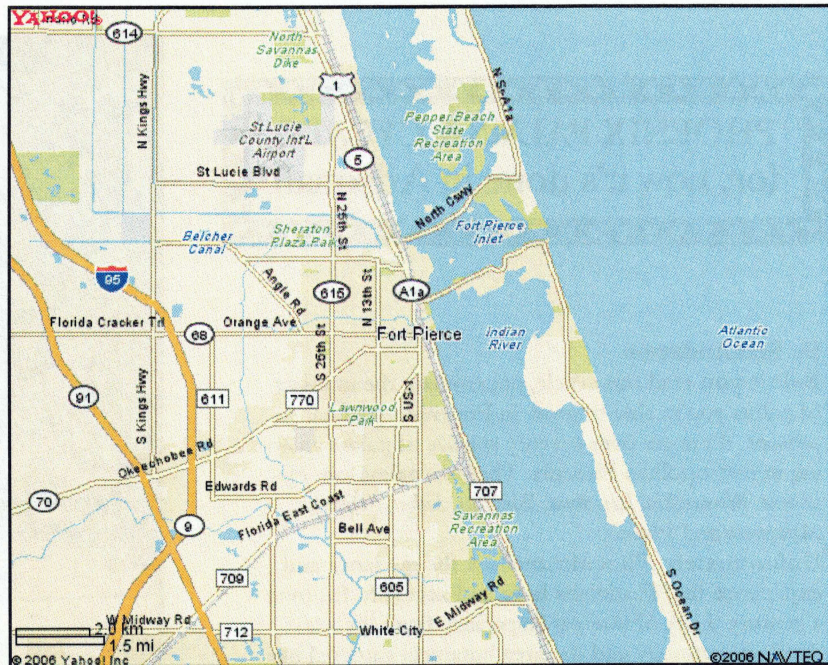 YAHOO!
614
North
Savannas
Dike
N Kings Hwy
1
N Sr-A1a
St Lucie
County Int'L
Airport
Pepper Beach
State
Recreation
Area
5
St Lucie Blvd
N 25th St
North Cswy
Belcher
Canal
Sheraton
Plaza Park
Fort Pierce
Inlet
95
Angle Rd
615
N 13th St
A1a
Florida Cracker Trl
68
Orange Ave
Fort Pierce
Indian
River
Atlantic
Ocean
S 25th St
S Kings Hwy
91
611
770
S US-1
Lawnwood
Park
Okeechobee Rd
70
Edwards Rd
707
9
Florida East Coast
Savannas
Recreation
Area
Bell Ave
709
605
E Midway Rd
S Ocean Dr
W Midway Rd
712
White City
2.0 km
1.5 mi
©2006 Yahoo! Inc
©2006 NAVTEQ